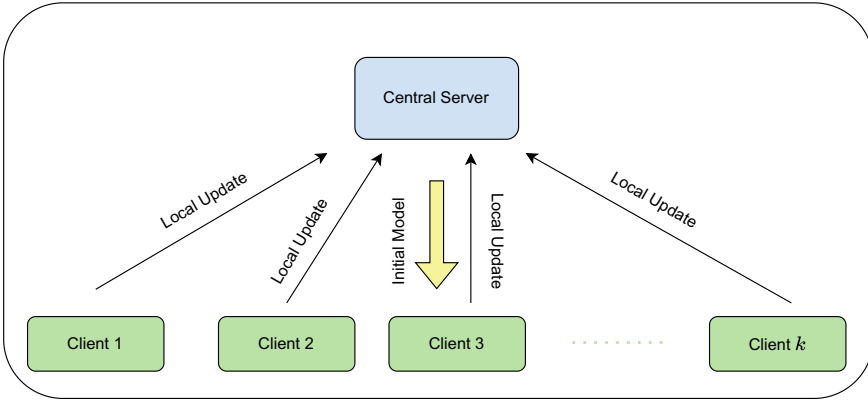 Central Server
Local Update
Local Update
Initial Model
Local Update
Local Update
Client 1
Client 2
Client 3
Client k